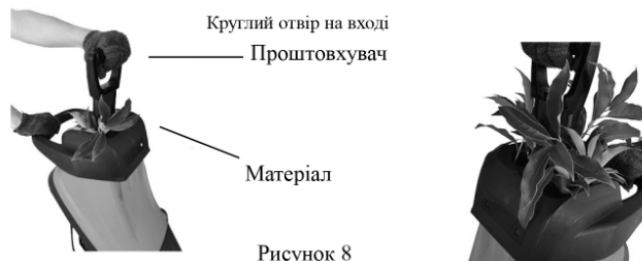 Круглий отвір на вході
Проштовхувач
Матеріал
Рисунок 8